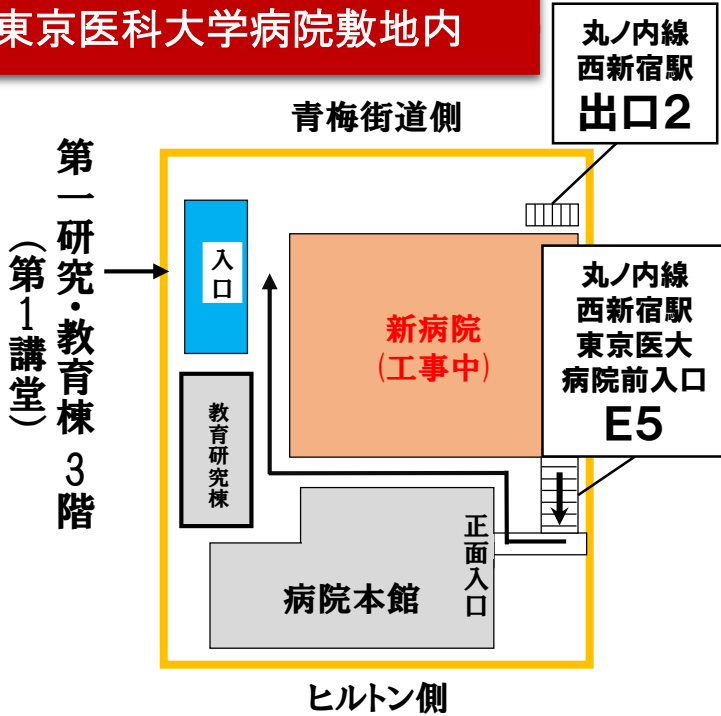 東京医科大学病院敷地内
丸ノ内線
西新宿駅
出口2
青梅街道側
第一研究・教育棟 3階
(第1講堂)
入口
新病院
(工事中)
丸ノ内線
西新宿駅
東京医大
病院前入口
E5
教育研究棟
正面入口
病院本館
ヒルトン側